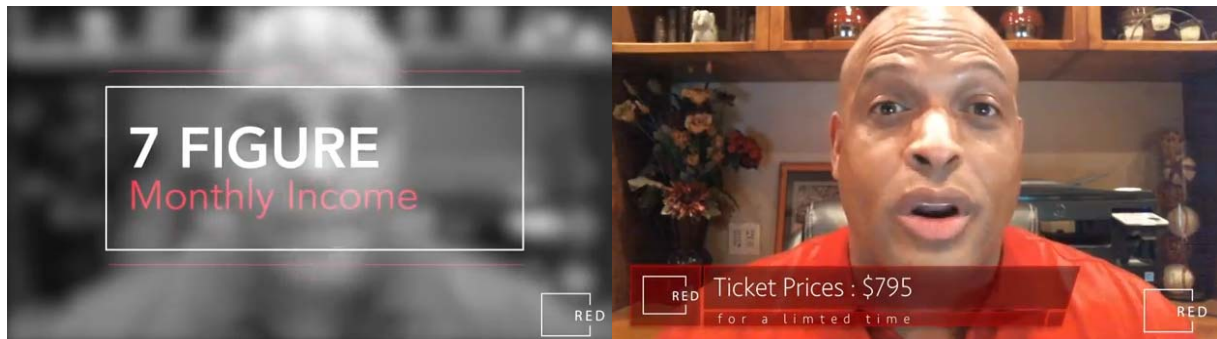 7 FIGURE
Monthly Income
RED
RED
Ticket Prices : $795
for a limted time
RED